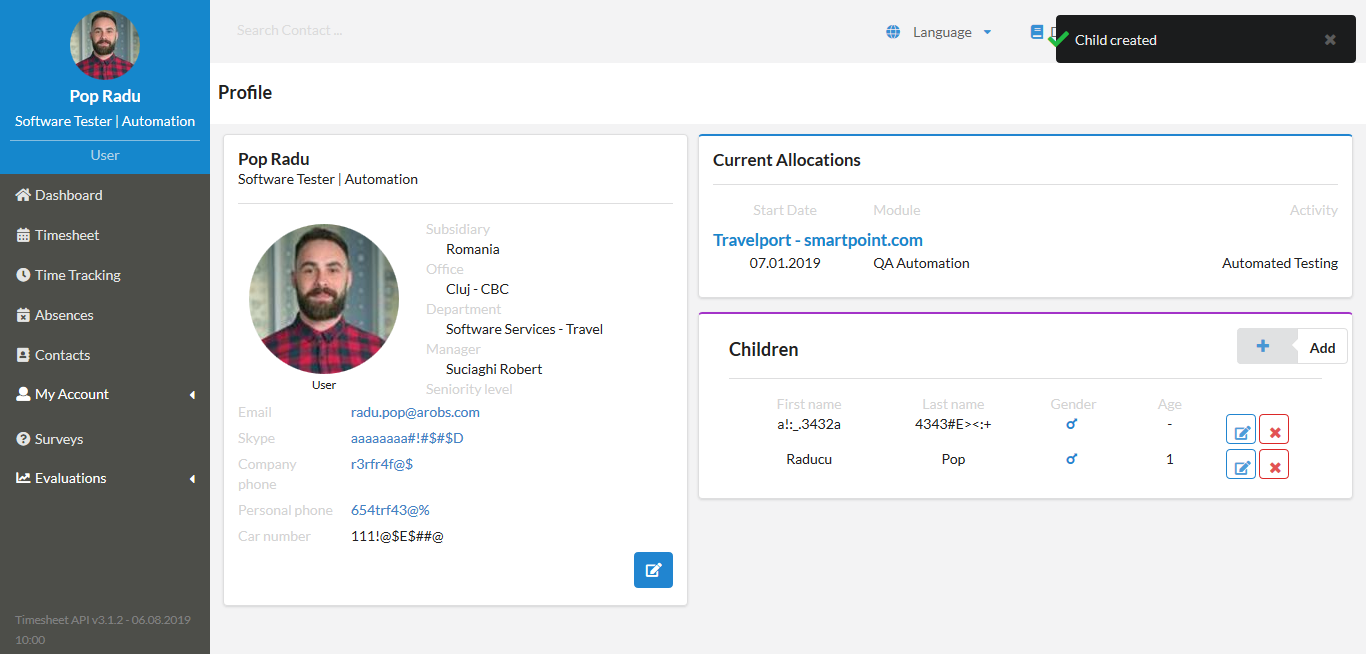 Pop Radu
Software Tester | Automation
User
Dashboard
Timesheet
Time Tracking
Absences
Contacts
My Account
Surveys
Evaluations
Timesheet API v3.1.2 - 06.08.2019
10:00
Search Contact ...
Language
Child created
Profile
Pop Radu
Software Tester | Automation
User
Subsidiary
Romania
Office
Cluj - CBC
Department
Software Services - Travel
Manager
Suciaghi Robert
Seniority level
Email radu.pop@arobs.com
Skype aaaaaaaa#!#$#$D
Company phone r3rfr4f@$
Personal phone 654trf43@%
Car number 111!@$E$##@
Current Allocations
Start Date Module Activity
Travelport - smartpoint.com
07.01.2019 QA Automation Automated Testing
Children
Add
First name Last name Gender Age
a!:_.3432a 4343#E><:+ -
Raducu Pop 1